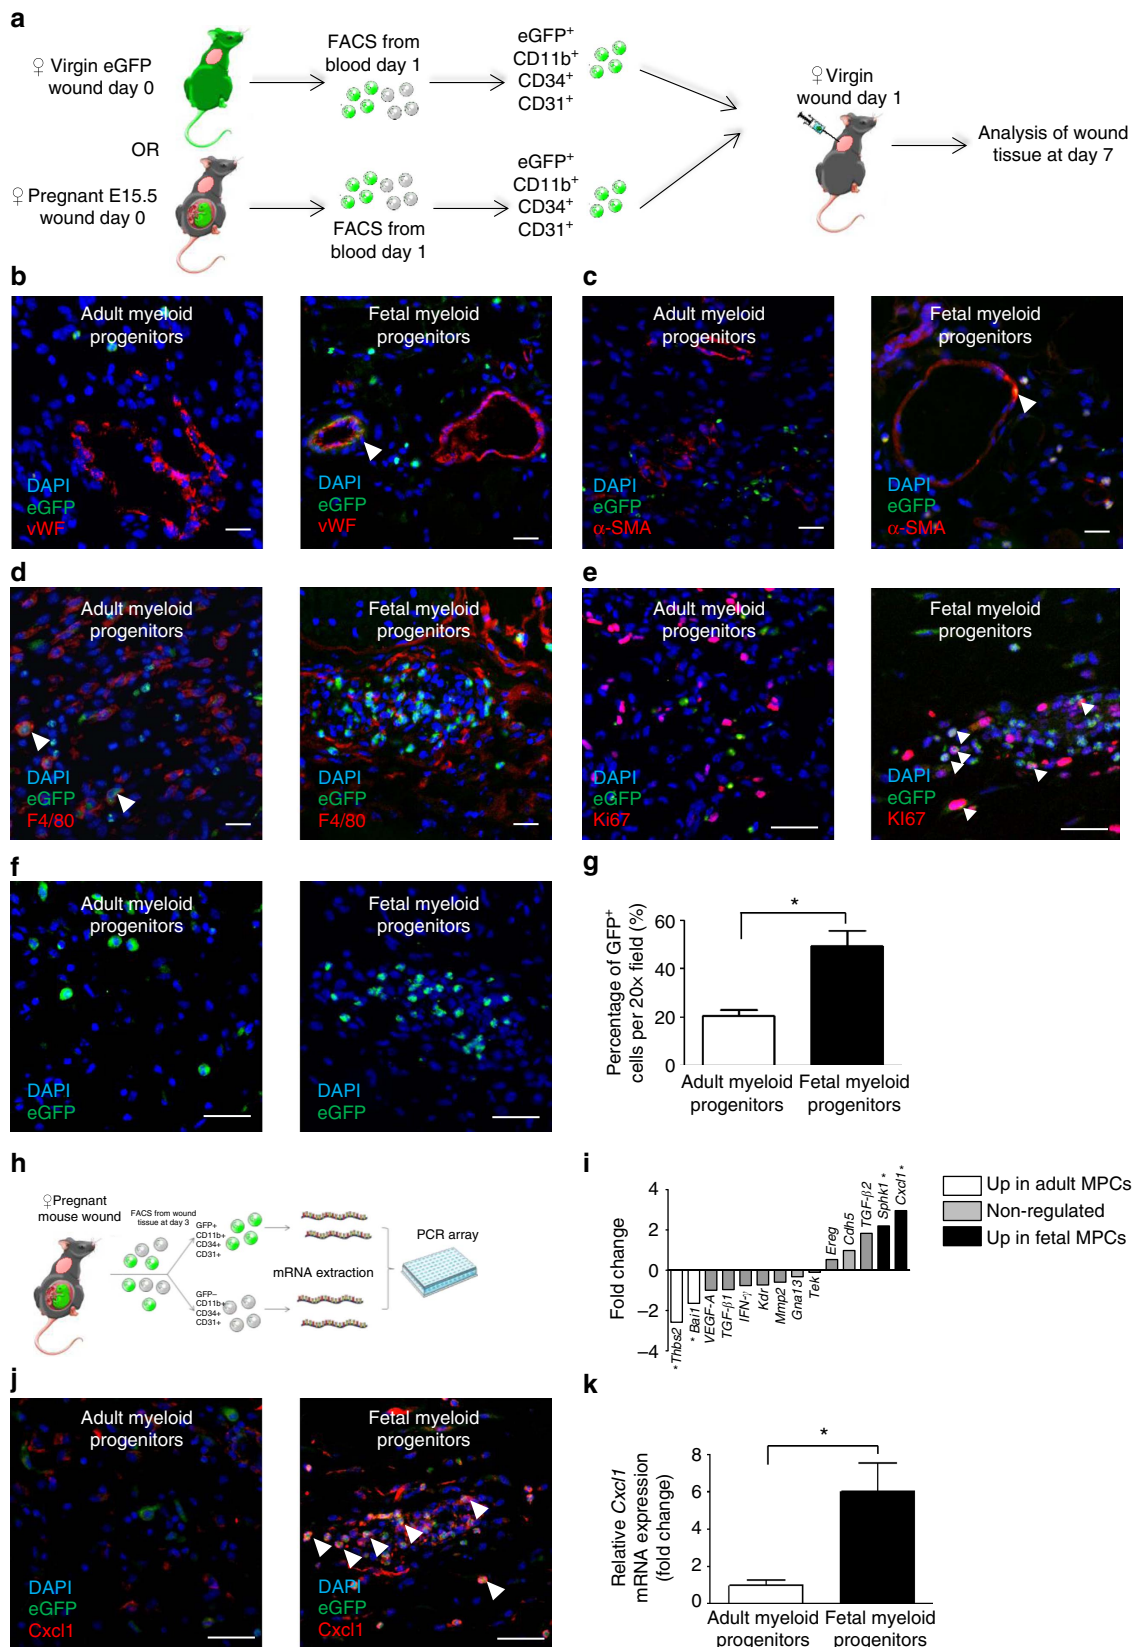 a
♀ Virgin eGFP
wound day 0
FACS from
blood day 1
eGFP+
CD11b+
CD34+
CD31+
♀ Virgin
wound day 1
Analysis of wound
tissue at day 7
OR
♀ Pregnant E15.5
wound day 0
FACS from
blood day 1
eGFP+
CD11b+
CD34+
CD31+
b
Adult myeloid
progenitors
DAPI
eGFP
vWF
Fetal myeloid
progenitors
DAPI
eGFP
vWF
c
Adult myeloid
progenitors
DAPI
eGFP
α-SMA
Fetal myeloid
progenitors
DAPI
eGFP
α-SMA
d
Adult myeloid
progenitors
DAPI
eGFP
F4/80
Fetal myeloid
progenitors
DAPI
eGFP
F4/80
e
Adult myeloid
progenitors
DAPI
eGFP
Ki67
Fetal myeloid
progenitors
DAPI
eGFP
KI67
f
Adult myeloid
progenitors
DAPI
eGFP
Fetal myeloid
progenitors
DAPI
eGFP
g
Percentage of GFP+
cells per 20x field (%)
60
40
20
0
*
Adult myeloid
progenitors
Fetal myeloid
progenitors
h
♀Pregnant
mouse wound
FACS from wound
tissue at day 3
GFP+
CD11b+
CD34+
CD31+
GFP−
CD11b+
CD34+
CD31+
mRNA extraction
PCR array
i
Fold change
4
2
0
−2
−4
*Thbs2
* Bai1
VEGF-A
TGF-β1
IFN-γ
Kdr
Mmp2
Gna13
Tek
Ereg
Cdh5
TGF-β2
Sphk1 *
Cxcl1 *
Up in adult MPCs
Non-regulated
Up in fetal MPCs
j
Adult myeloid
progenitors
DAPI
eGFP
Cxcl1
Fetal myeloid
progenitors
DAPI
eGFP
Cxcl1
k
Relative Cxcl1
mRNA expression
(fold change)
8
6
4
2
0
*
Adult myeloid
progenitors
Fetal myeloid
progenitors